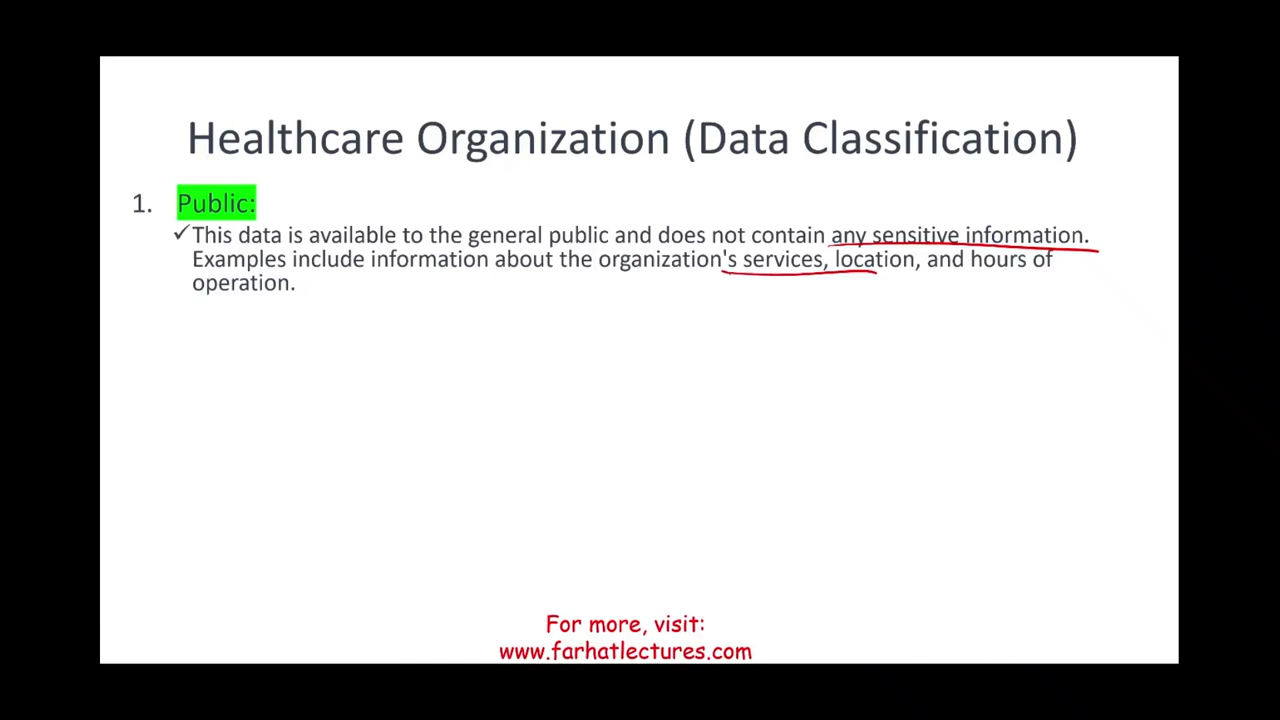 Healthcare Organization (Data Classification)
1. Public:
✓This data is available to the general public and does not contain any sensitive information.
Examples include information about the organization's services, location, and hours of
operation.
For more, visit:
www.farhatlectures.com